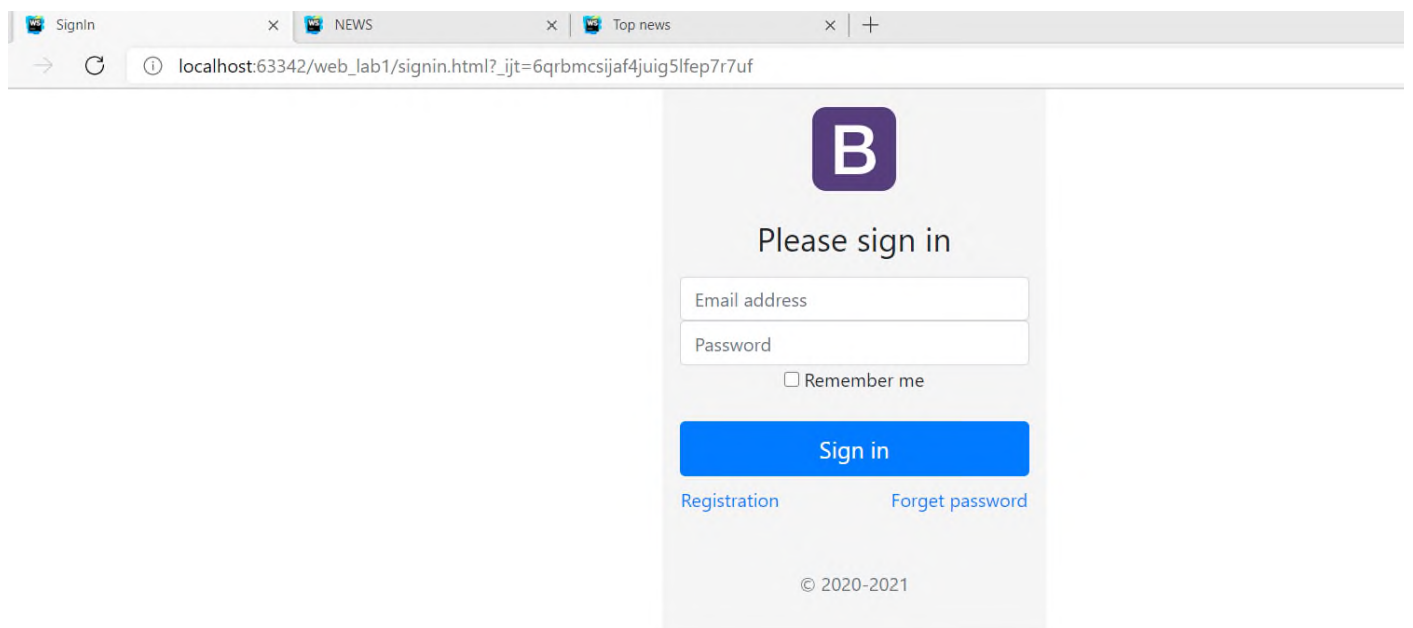 SignIn NEWS Top news
localhost:63342/web_lab1/signin.html?_ijt=6qrbmcsijaf4juig5lfep7r7uf
B
Please sign in
Email address
Password
Remember me
Sign in
Registration Forget password
© 2020-2021